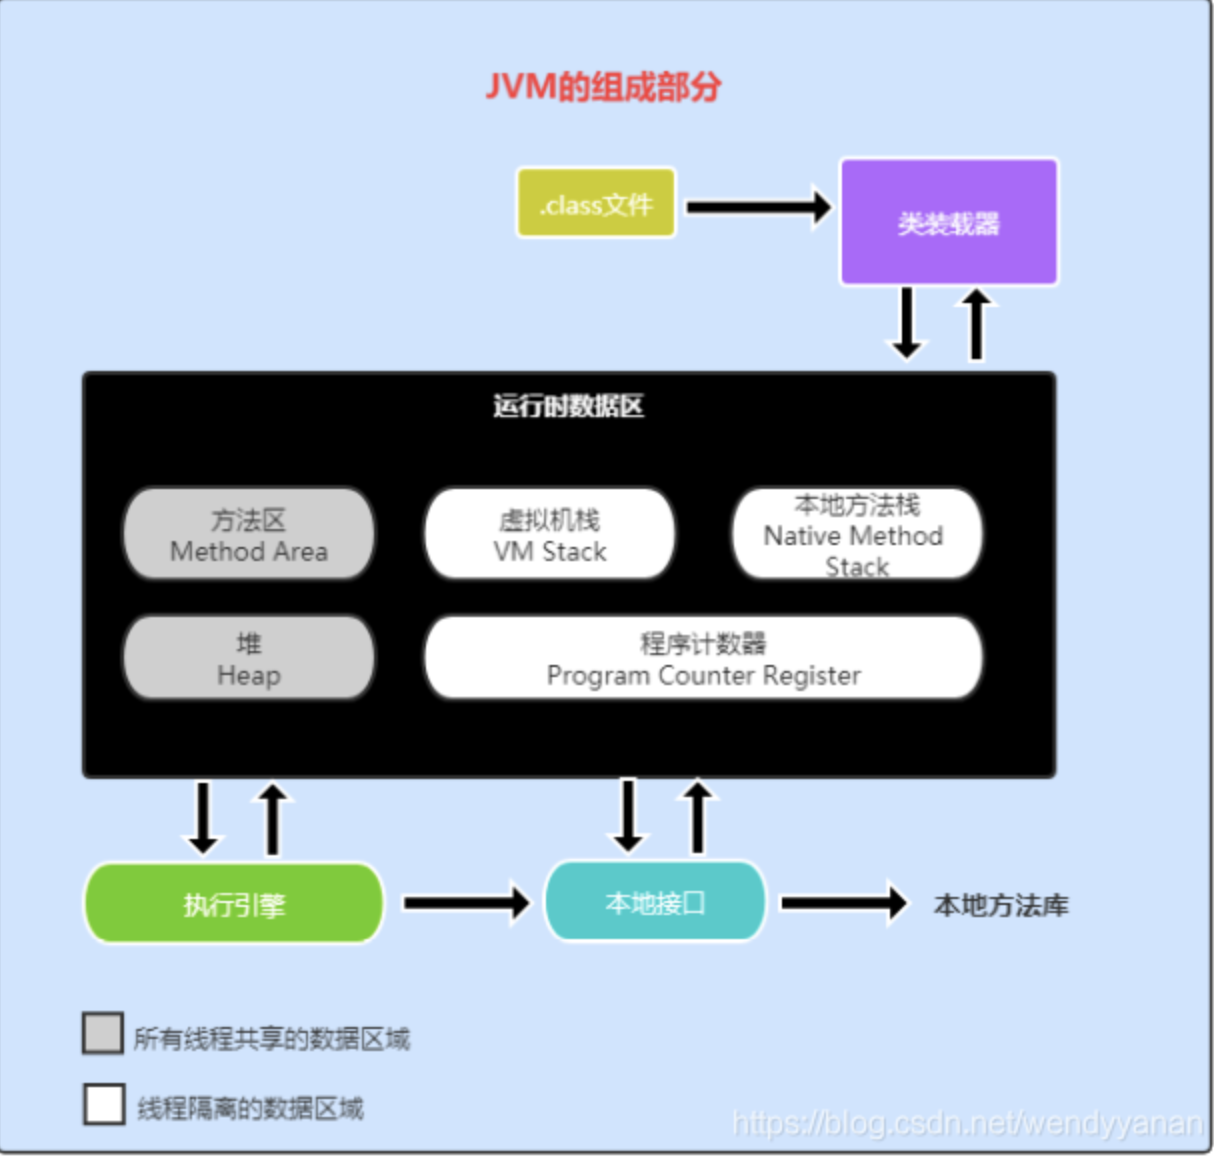 JVM的组成部分
.class文件
类装载器
运行时数据区
方法区
Method Area
虚拟机栈
VM Stack
本地方法栈
Native Method
Stack
堆
Heap
程序计数器
Program Counter Register
执行引擎
本地接口
本地方法库
所有线程共享的数据区域
线程隔离的数据区域
https://blog.csdn.net/wendyyanan